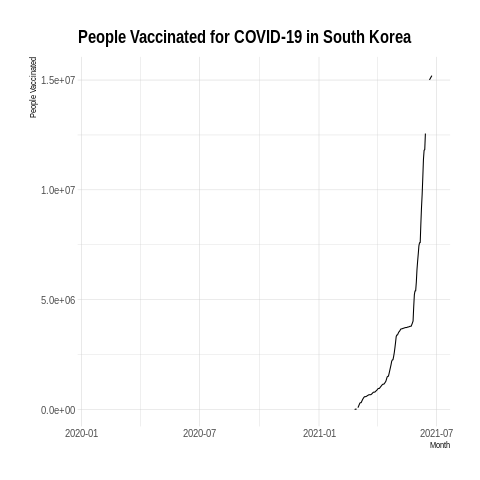 People Vaccinated for COVID-19 in South Korea
People Vaccinated
1.5e+07
1.0e+07
5.0e+06
0.0e+00
2020-01
2020-07
2021-01
2021-07
Month